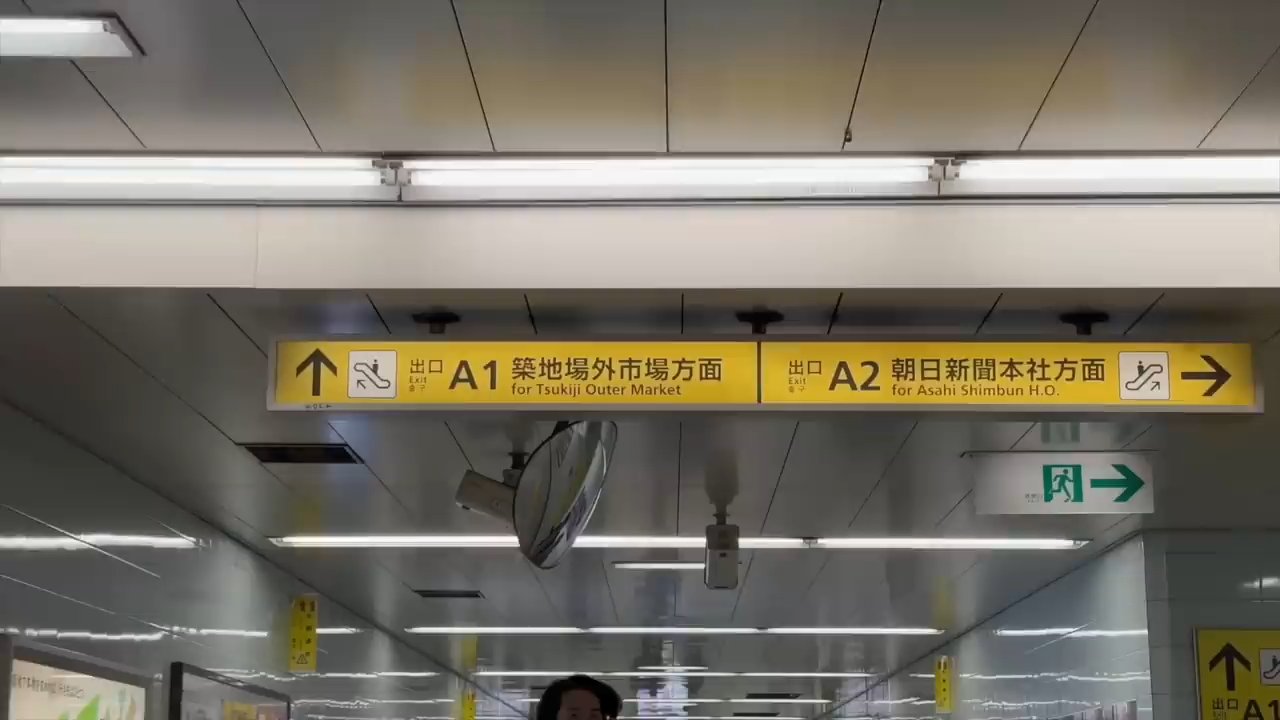 出口
Exit
A1
築地場外市場方面
for Tsukiji Outer Market
出口
Exit
A2
朝日新聞本社方面
for Asahi Shimbun H.O.
出口
A1